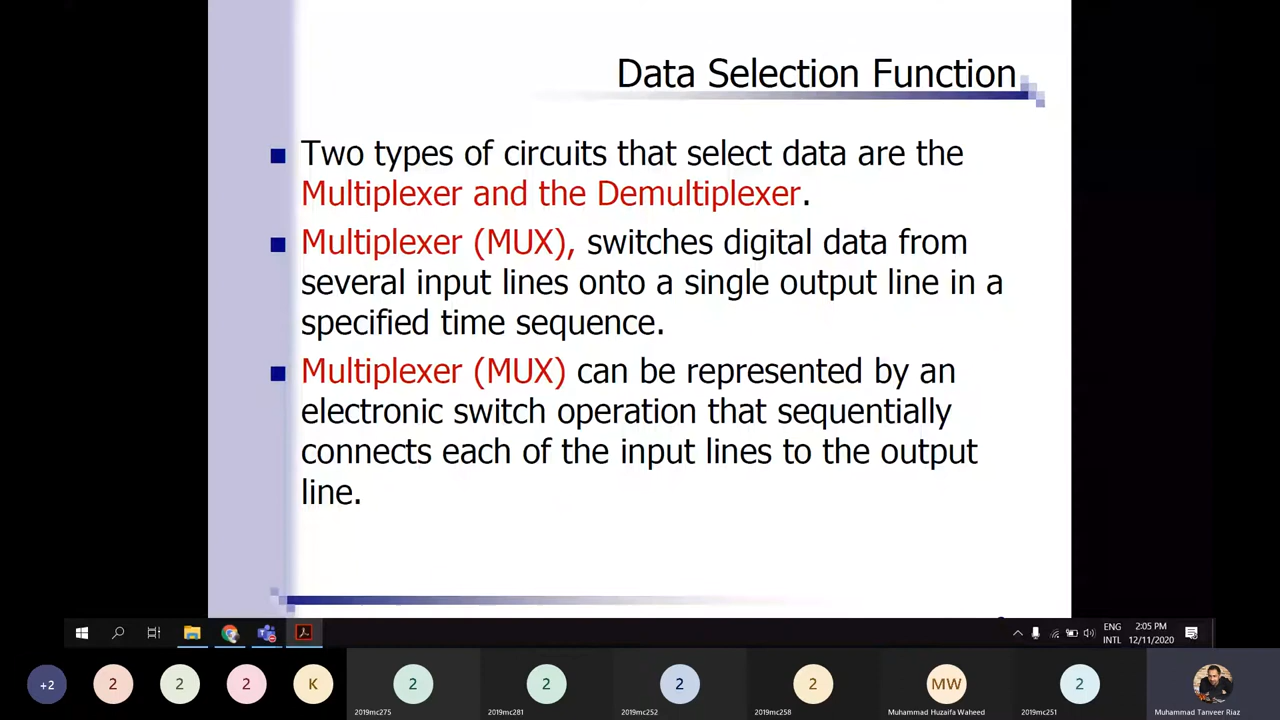 Data Selection Function
Two types of circuits that select data are the
Multiplexer and the Demultiplexer.
Multiplexer (MUX), switches digital data from
several input lines onto a single output line in a
specified time sequence.
Multiplexer (MUX) can be represented by an
electronic switch operation that sequentially
connects each of the input lines to the output
line.
ENG
INTL
2:05 PM
12/11/2020
+2
2
2
2
K
2
2
2
2
MW
2
2019mc275
2019mc281
2019mc252
2019mc258
Muhammad Huzaifa Waheed
2019mc251
Muhammad Tanveer Riaz